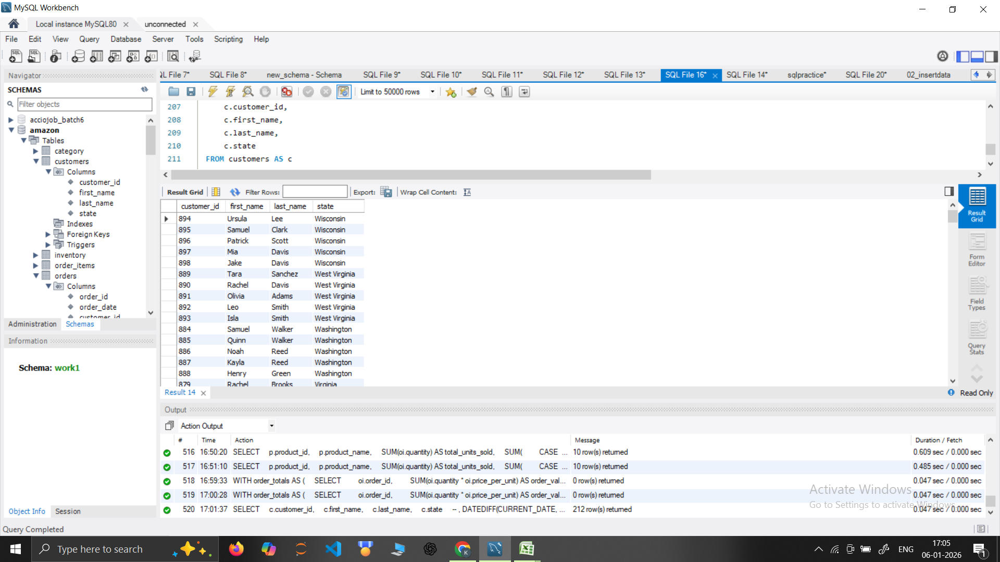 MySQL Workbench
Local instance MySQL80
unconnected
File Edit View Query Database Server Tools Scripting Help
Navigator
SCHEMAS
Filter objects
acciojob_batch6
amazon
Tables
category
customers
Columns
customer_id
first_name
last_name
state
Indexes
Foreign Keys
Triggers
inventory
order_items
orders
Columns
order_id
order_date
customer_id
Administration Schemas
Information
Schema: work1
Object Info Session
QL File 7* SQL File 8* new_schema - Schema SQL File 9* SQL File 10* SQL File 11* SQL File 12* SQL File 13* SQL File 16* SQL File 14* sqlpractice* SQL File 20* 02_insertdata
Limit to 50000 rows
207 c.customer_id,
208 c.first_name,
209 c.last_name,
210 c.state
211 FROM customers AS c
Result Grid Filter Rows: Export: Wrap Cell Content:
customer_id first_name last_name state
894 Ursula Lee Wisconsin
895 Samuel Clark Wisconsin
896 Patrick Scott Wisconsin
897 Mia Davis Wisconsin
898 Jake Davis Wisconsin
889 Tara Sanchez West Virginia
890 Rachel Davis West Virginia
891 Olivia Adams West Virginia
892 Leo Smith West Virginia
893 Isla Smith West Virginia
884 Samuel Walker Washington
885 Quinn Walker Washington
886 Noah Reed Washington
887 Kayla Reed Washington
888 Henry Green Washington
879 Rachel Brooks Virginia
Result Grid
Form Editor
Field Types
Query Stats
Result 14
Read Only
Output
Action Output
# Time Action Message Duration / Fetch
516 16:50:20 SELECT p.product_id, p.product_name, SUM(oi.quantity) AS total_units_sold, SUM( CASE ... 10 row(s) returned 0.609 sec / 0.000 sec
517 16:51:10 SELECT p.product_id, p.product_name, SUM(oi.quantity) AS total_units_sold, SUM( CASE ... 10 row(s) returned 0.485 sec / 0.000 sec
518 16:59:33 WITH order_totals AS ( SELECT oi.order_id, SUM(oi.quantity * oi.price_per_unit) AS order_val... 0 row(s) returned 0.047 sec / 0.000 sec
519 17:00:28 WITH order_totals AS ( SELECT oi.order_id, SUM(oi.quantity * oi.price_per_unit) AS order_val... 0 row(s) returned 0.047 sec / 0.000 sec
520 17:01:37 SELECT c.customer_id, c.first_name, c.last_name, c.state -- , DATEDIFF(CURRENT_DATE, ... 212 row(s) returned 0.047 sec / 0.000 sec
Activate Windows
Go to Settings to activate Windows.
Query Completed
Type here to search
ENG
17:05
06-01-2026
1